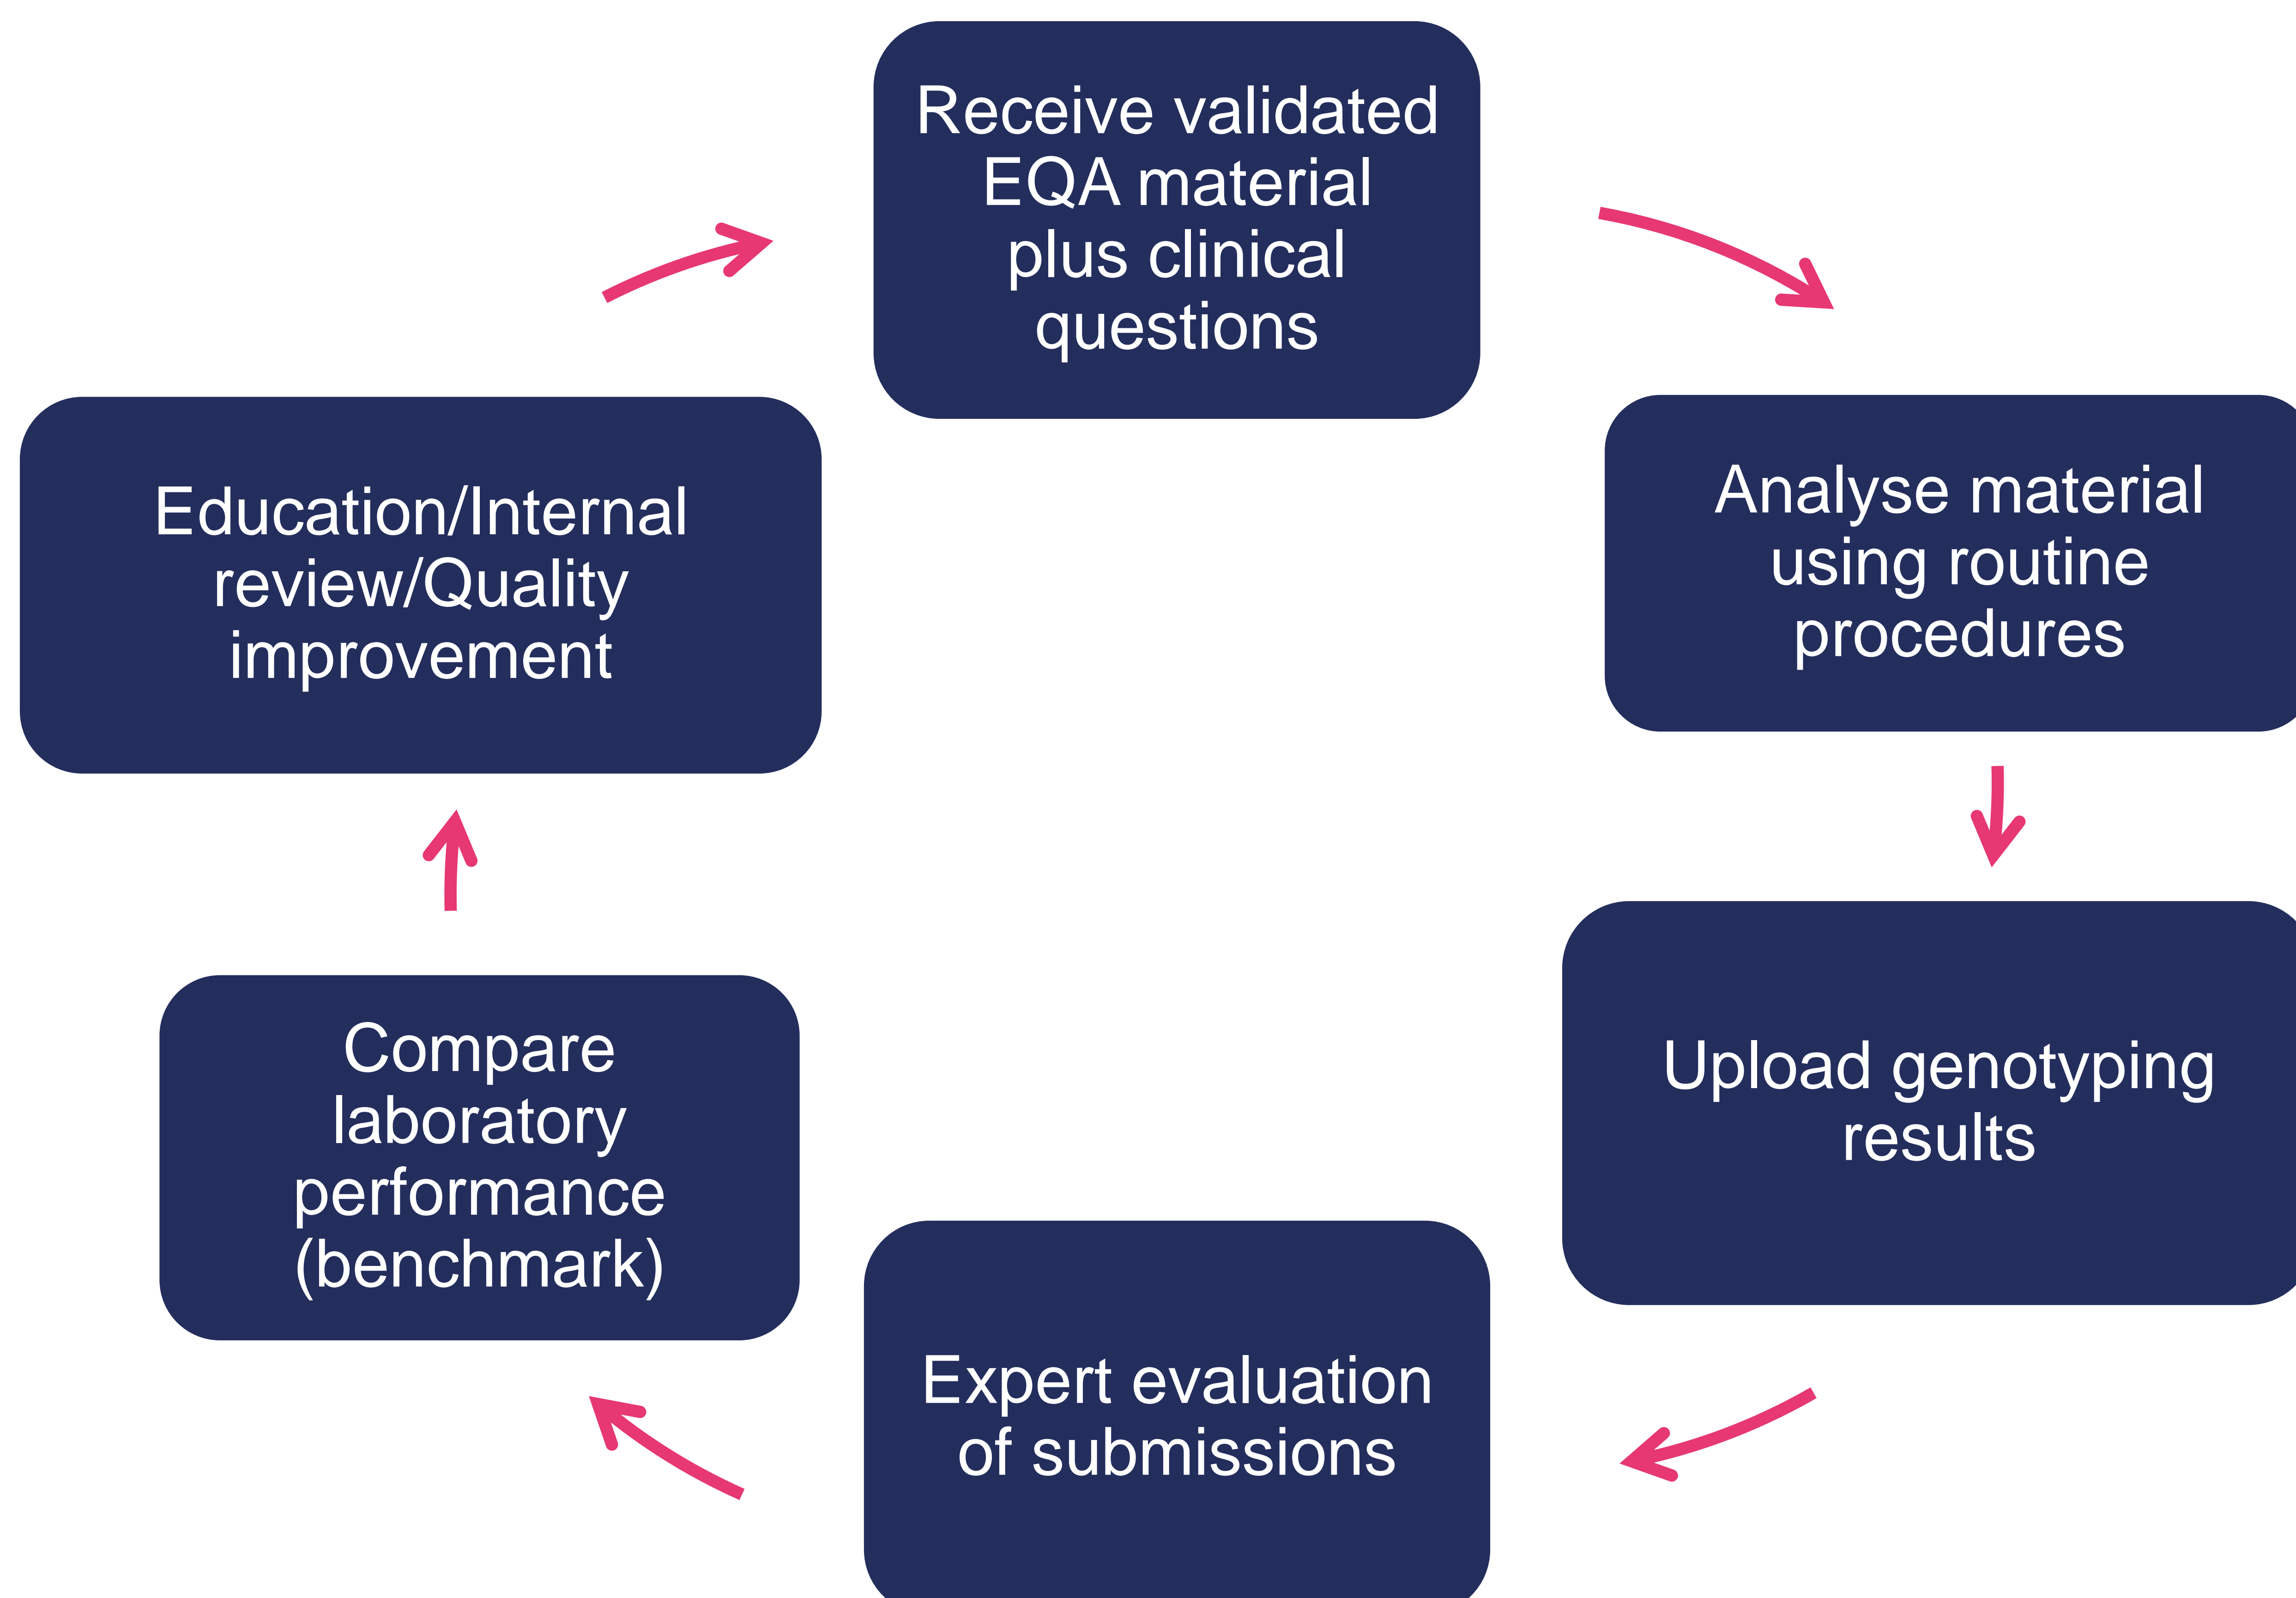 Receive validated
EQA material
plus clinical
questions
Analyse material
using routine
procedures
Upload genotyping
results
Expert evaluation
of submissions
Compare
laboratory
performance
(benchmark)
Education/Internal
review/Quality
improvement